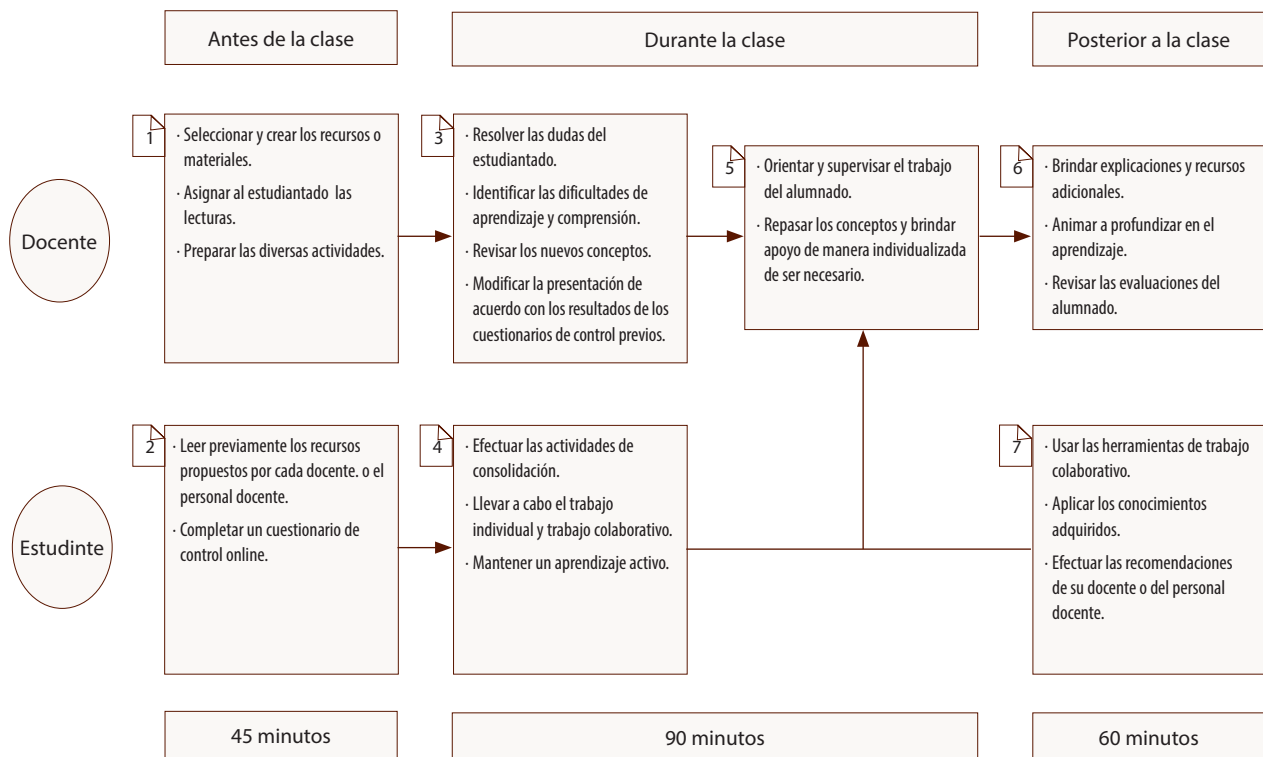 Antes de la clase
Durante la clase
Posterior a la clase
Docente
1
· Seleccionar y crear los recursos o
materiales.
· Asignar al estudiantado las
lecturas.
· Preparar las diversas actividades.
3
· Resolver las dudas del
estudiantado.
· Identificar las dificultades de
aprendizaje y comprensión.
· Revisar los nuevos conceptos.
· Modificar la presentación de
acuerdo con los resultados de los
cuestionarios de control previos.
5
· Orientar y supervisar el trabajo
del alumnado.
· Repasar los conceptos y brindar
apoyo de manera individualizada
de ser necesario.
6
· Brindar explicaciones y recursos
adicionales.
· Animar a profundizar en el
aprendizaje.
· Revisar las evaluaciones del
alumnado.
Estudinte
2
· Leer previamente los recursos
propuestos por cada docente. o el
personal docente.
· Completar un cuestionario de
control online.
4
· Efectuar las actividades de
consolidación.
· Llevar a cabo el trabajo
individual y trabajo colaborativo.
· Mantener un aprendizaje activo.
7
· Usar las herramientas de trabajo
colaborativo.
· Aplicar los conocimientos
adquiridos.
· Efectuar las recomendaciones
de su docente o del personal
docente.
45 minutos
90 minutos
60 minutos